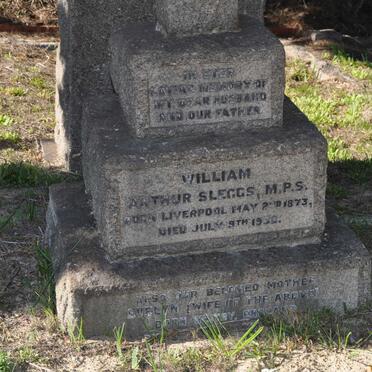 IN EVER
LOVING MEMORY OF
MY DEAR HUSBAND
AND OUR FATHER
WILLIAM
ARTHUR SLEGGS, M.P.S.
BORN LIVERPOOL MAY 2ND 1873,
DIED JULY 9TH 1930.
ALSO OUR BELOVED MOTHER
WIFE OF THE ABOVE